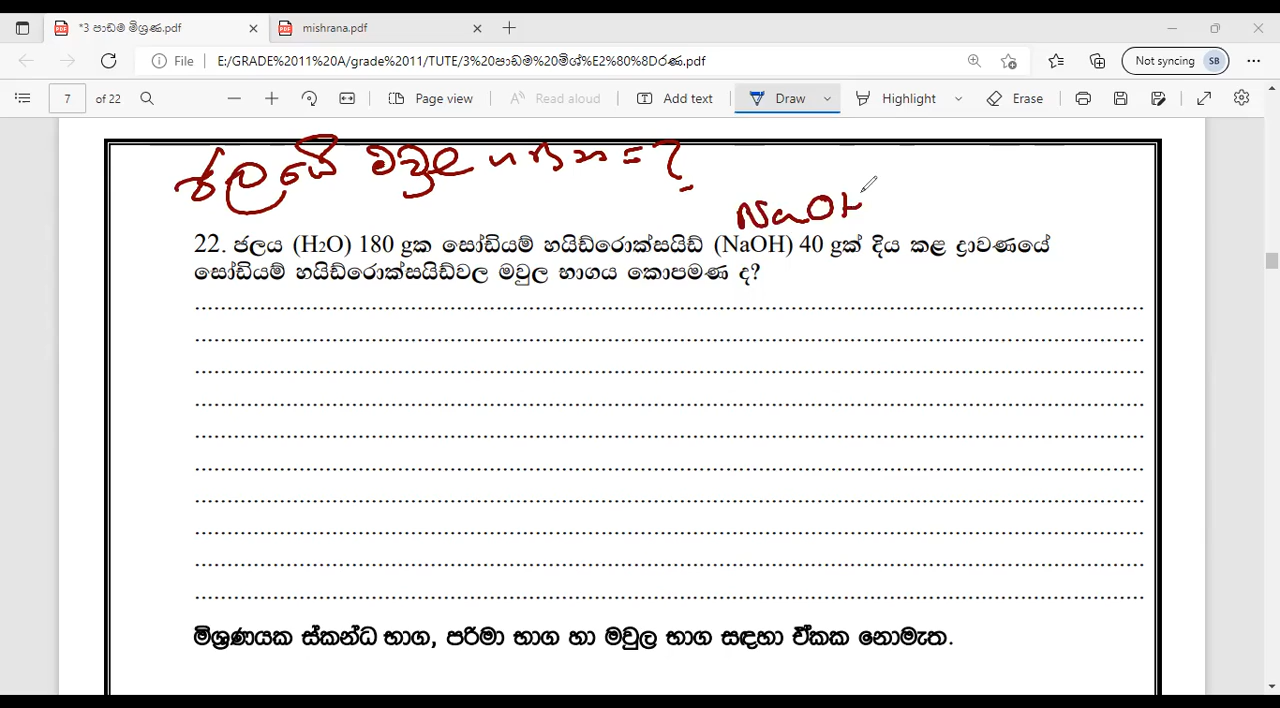 *3 පාඩම මිශ්‍රණ.pdf
mishrana.pdf
File E:/GRADE%2011%20A/grade%2011/TUTE/3%20පාඩම%20මිශ්%E2%80%8Dරණ.pdf Not syncing SB
7 of 22 Page view Read aloud Add text Draw Highlight Erase
ජලයේ මවුල භාගය = ?
NaOH
22. ජලය (H2O) 180 gක සෝඩියම් හයිඩ්රොක්සයිඩ් (NaOH) 40 gක් දිය කළ ද්‍රාවණයේ
සෝඩියම් හයිඩ්රොක්සයිඩ්වල මවුල භාගය කොපමණ ද?
මිශ්‍රණයක ස්කන්ධ භාග, පරිමා භාග හා මවුල භාග සඳහා ඒකක නොමැත.